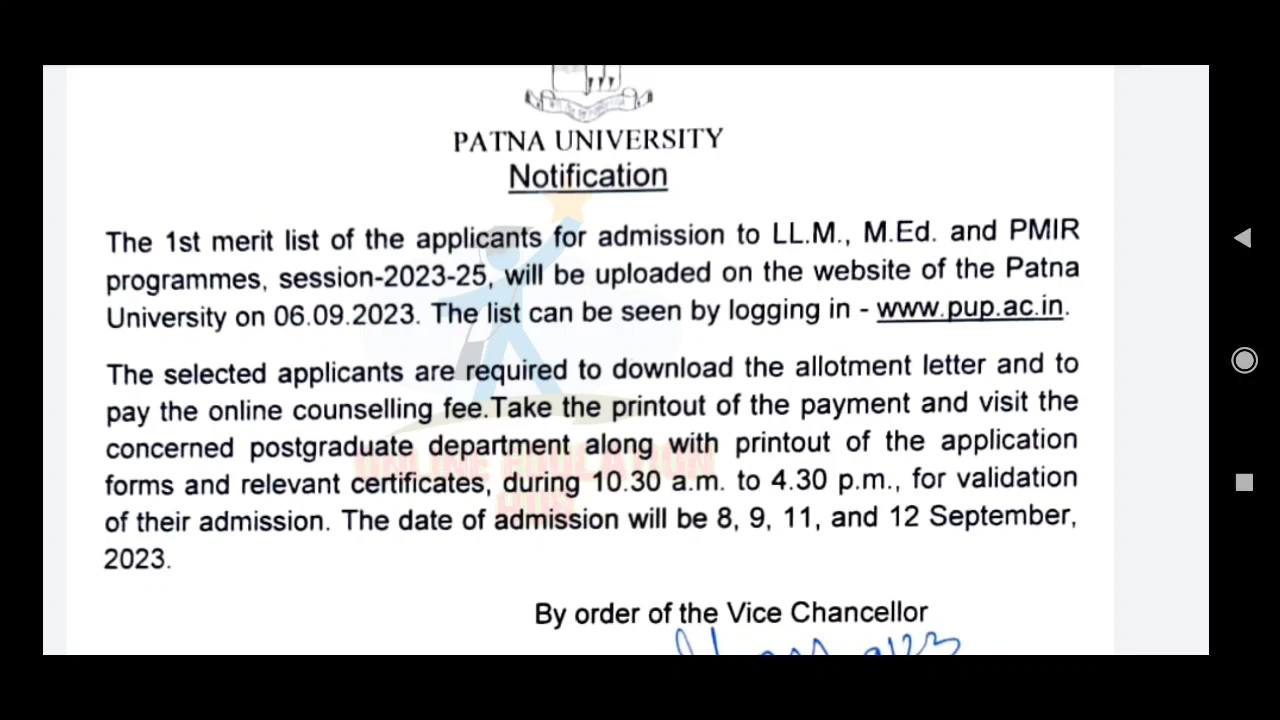 PATNA UNIVERSITY
Notification
The 1st merit list of the applicants for admission to LL.M., M.Ed. and PMIR
programmes, session-2023-25, will be uploaded on the website of the Patna
University on 06.09.2023. The list can be seen by logging in - www.pup.ac.in.
The selected applicants are required to download the allotment letter and to
pay the online counselling fee.Take the printout of the payment and visit the
concerned postgraduate department along with printout of the application
forms and relevant certificates, during 10.30 a.m. to 4.30 p.m., for validation
of their admission. The date of admission will be 8, 9, 11, and 12 September,
2023.
ONLINE EDUCATION
By order of the Vice Chancellor